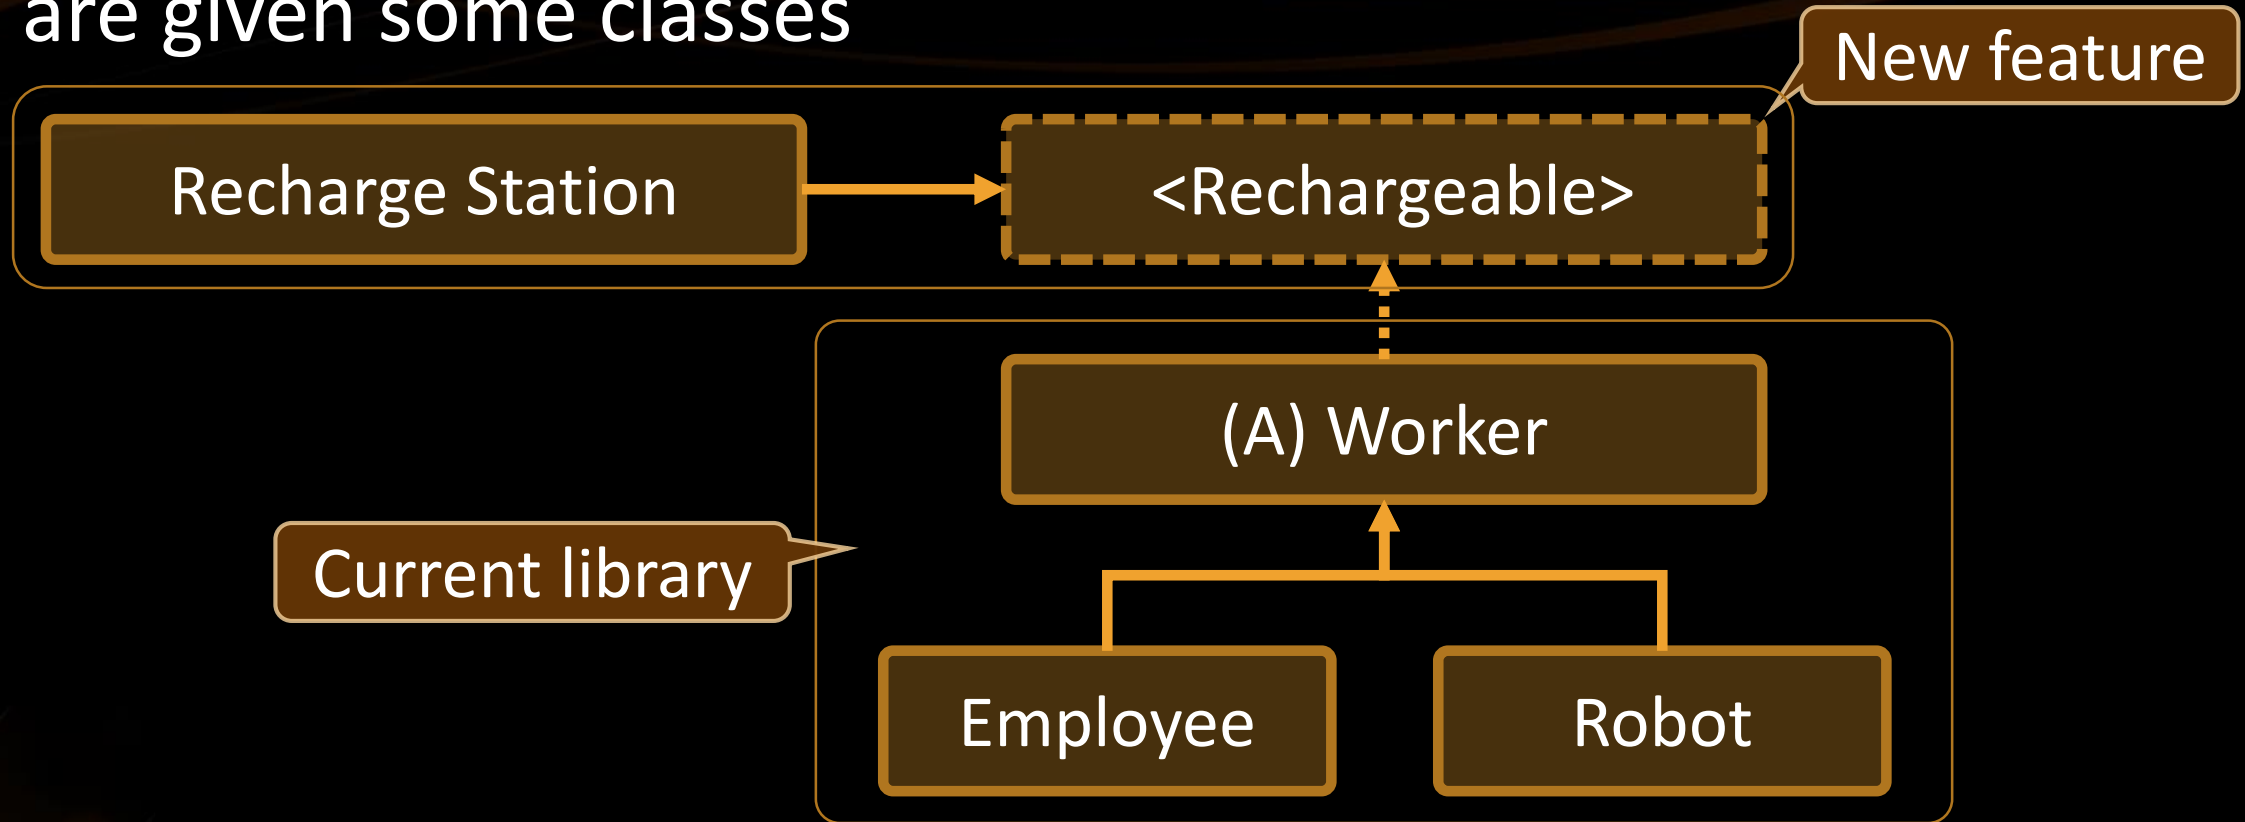 are given some classes
New feature
Recharge Station
<Rechargeable>
(A) Worker
Current library
Employee
Robot